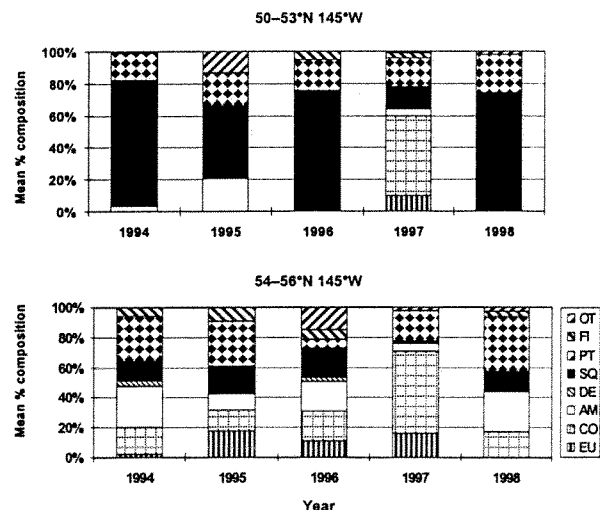 50–53°N 145°W
100%
80%
60%
40%
20%
0%
Mean % composition
1994 1995 1996 1997 1998
54–56°N 145°W
100%
80%
60%
40%
20%
0%
Mean % composition
1994 1995 1996 1997 1998
Year
OT
FI
PT
SQ
DE
AM
CO
EU